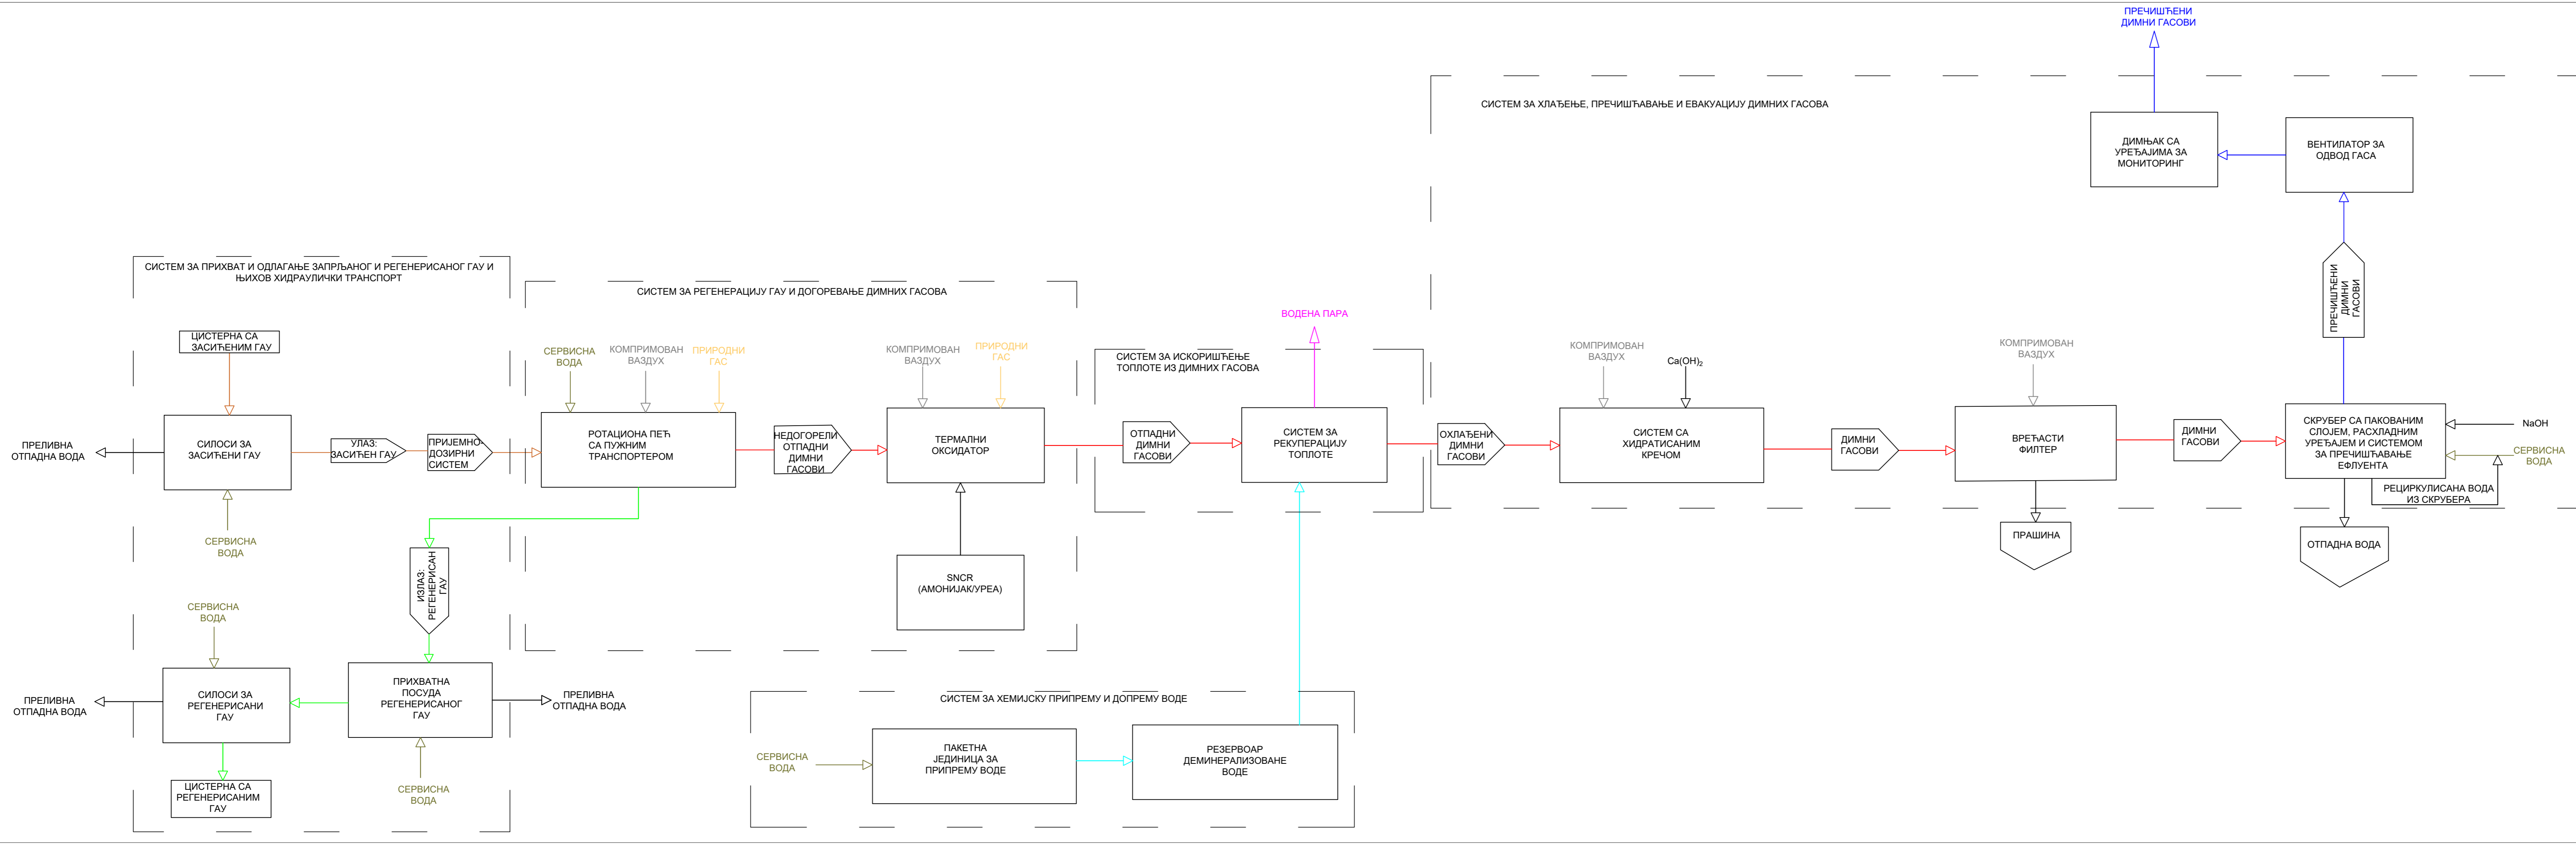 ПРЕЧИШЋЕНИ
ДИМНИ ГАСОВИ
СИСТЕМ ЗА ХЛАЂЕЊЕ, ПРЕЧИШЋАВАЊЕ И ЕВАКУАЦИЈУ ДИМНИХ ГАСОВА
ДИМЊАК СА
УРЕЂАЈИМА ЗА
МОНИТОРИНГ
ВЕНТИЛАТОР ЗА
ОДВОД ГАСА
ПРЕЧИШЋЕНИ
ДИМНИ
ГАСОВИ
СИСТЕМ ЗА ПРИХВАТ И ОДЛАГАЊЕ ЗАПРЉАНОГ И РЕГЕНЕРИСАНОГ ГАУ И
ЊИХОВ ХИДРАУЛИЧКИ ТРАНСПОРТ
ЦИСТЕРНА СА
ЗАСИЋЕНИМ ГАУ
ПРЕЛИВНА
ОТПАДНА ВОДА
СИЛОСИ ЗА
ЗАСИЋЕНИ ГАУ
УЛАЗ:
ЗАСИЋЕН ГАУ
ПРИЈЕМНО-
ДОЗИРНИ
СИСТЕМ
СЕРВИСНА
ВОДА
ИЗЛАЗ:
РЕГЕНЕРИСАН
ГАУ
СЕРВИСНА
ВОДА
ПРЕЛИВНА
ОТПАДНА ВОДА
СИЛОСИ ЗА
РЕГЕНЕРИСАНИ
ГАУ
ПРИХВАТНА
ПОСУДА
РЕГЕНЕРИСАНОГ
ГАУ
ПРЕЛИВНА
ОТПАДНА ВОДА
ЦИСТЕРНА СА
РЕГЕНЕРИСАНИМ
ГАУ
СЕРВИСНА
ВОДА
СИСТЕМ ЗА РЕГЕНЕРАЦИЈУ ГАУ И ДОГОРЕВАЊЕ ДИМНИХ ГАСОВА
СЕРВИСНА
ВОДА
КОМПРИМОВАН
ВАЗДУХ
ПРИРОДНИ
ГАС
РОТАЦИОНА ПЕЋ
СА ПУЖНИМ
ТРАНСПОРТЕРОМ
НЕДОГОРЕЛИ
ОТПАДНИ
ДИМНИ
ГАСОВИ
КОМПРИМОВАН
ВАЗДУХ
ПРИРОДНИ
ГАС
ТЕРМАЛНИ
ОКСИДАТОР
SNCR
(АМОНИЈАК/УРЕА)
ВОДЕНА ПАРА
СИСТЕМ ЗА ИСКОРИШЋЕЊЕ
ТОПЛОТЕ ИЗ ДИМНИХ ГАСОВА
ОТПАДНИ
ДИМНИ
ГАСОВИ
СИСТЕМ ЗА
РЕКУПЕРАЦИЈУ
ТОПЛОТЕ
СИСТЕМ ЗА ХЕМИЈСКУ ПРИПРЕМУ И ДОПРЕМУ ВОДЕ
СЕРВИСНА
ВОДА
ПАКЕТНА
ЈЕДИНИЦА ЗА
ПРИПРЕМУ ВОДЕ
РЕЗЕРВОАР
ДЕМИНЕРАЛИЗОВАНЕ
ВОДЕ
ОХЛАЂЕНИ
ДИМНИ
ГАСОВИ
КОМПРИМОВАН
ВАЗДУХ
Ca(OH)₂
СИСТЕМ СА
ХИДРАТИСАНИМ
КРЕЧОМ
ДИМНИ
ГАСОВИ
КОМПРИМОВАН
ВАЗДУХ
ВРЕЋАСТИ
ФИЛТЕР
ПРАШИНА
ДИМНИ
ГАСОВИ
СКРУБЕР СА ПАКОВАНИМ
СЛОЈЕМ, РАСХЛАДНИМ
УРЕЂАЈЕМ И СИСТЕМОМ
ЗА ПРЕЧИШЋАВАЊЕ
ЕФЛУЕНТА
NaOH
СЕРВИСНА
ВОДА
РЕЦИРКУЛИСАНА ВОДА
ИЗ СКРУБЕРА
ОТПАДНА ВОДА